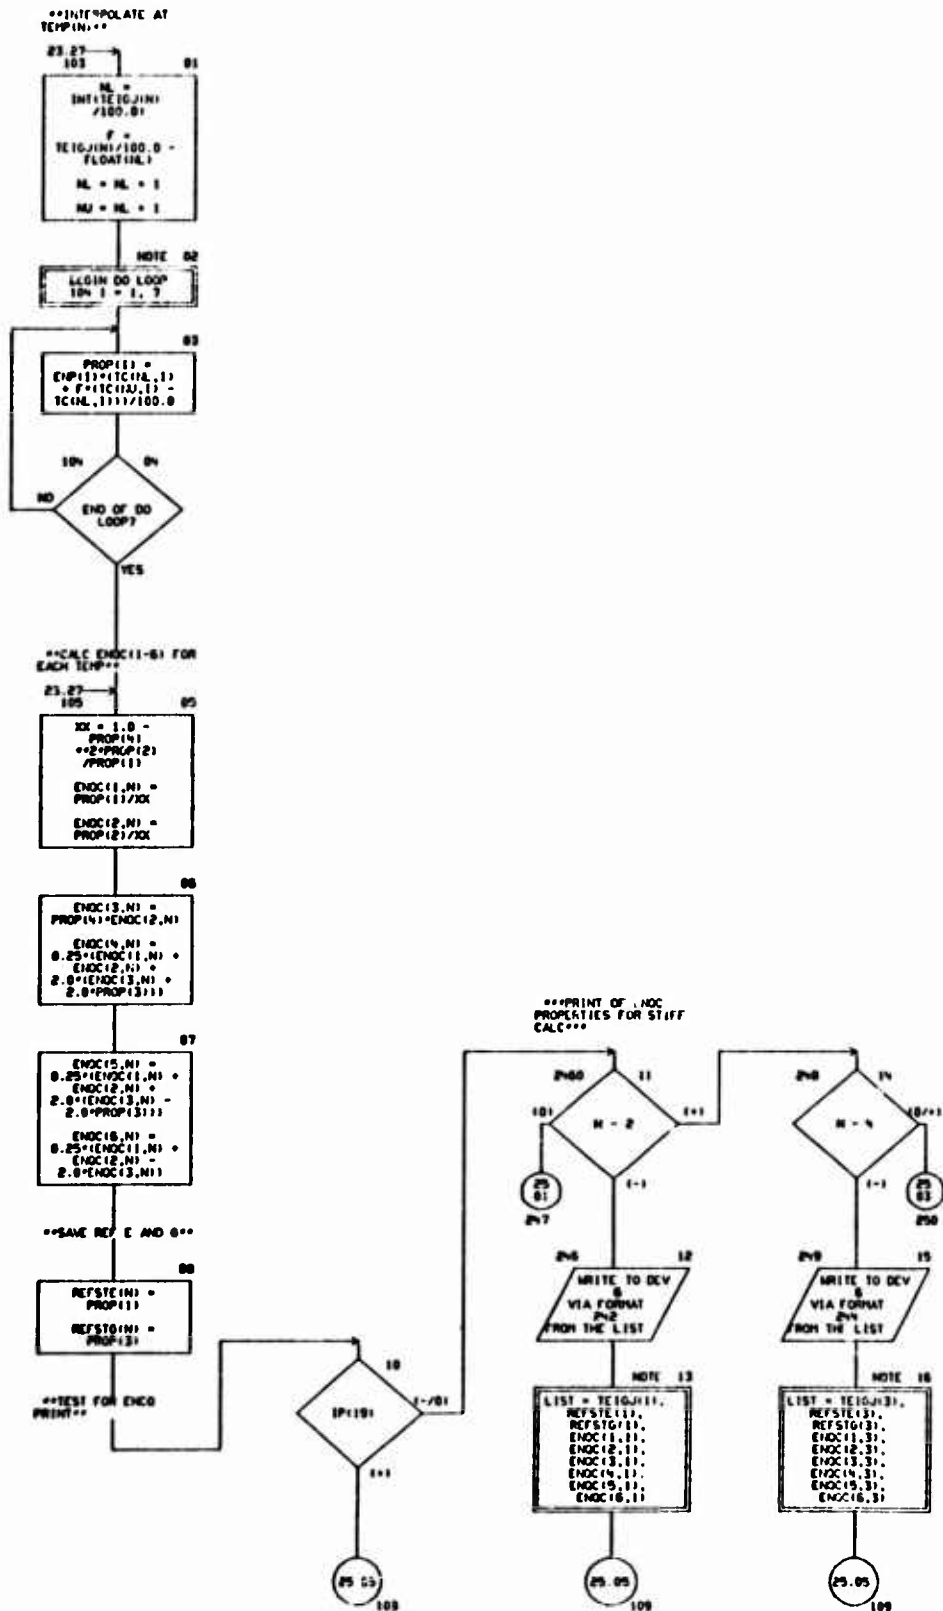 **INTERPOLATE AT
TEMP(N)**
23.27
103
01
NL =
INT(TEIGJ(N)
/100.0)
F =
TEIGJ(N)/100.0 -
FLOAT(NL)
NL = NL + 1
NU = NL + 1
NOTE 02
BEGIN DO LOOP
104 I = 1, 7
03
PROP(I) =
ENP(I)*(TC(NL,I)
+ F*(TC(NU,I) -
TC(NL,I)))/100.0
104
04
NO
END OF DO
LOOP?
YES
**CALC ENOC(1-6) FOR
EACH TEMP**
23.27
105
05
XX = 1.0 -
PROP(4)
**2*PROP(2)
/PROP(1)
ENOC(1,N) =
PROP(1)/XX
ENOC(2,N) =
PROP(2)/XX
06
ENOC(3,N) =
PROP(4)*ENOC(2,N)
ENOC(4,N) =
0.25*(ENOC(1,N) +
ENOC(2,N) +
2.0*(ENOC(3,N) +
2.0*PROP(3)))
07
ENOC(5,N) =
0.25*(ENOC(1,N) +
ENOC(2,N) +
2.0*(ENOC(3,N) -
2.0*PROP(3)))
ENOC(6,N) =
0.25*(ENOC(1,N) +
ENOC(2,N) -
2.0*ENOC(3,N))
**SAVE REF E AND G**
08
REFSTE(N) =
PROP(1)
REFSTG(N) =
PROP(3)
**TEST FOR ENCO
PRINT**
10
IP(19)
(-/0)
(+)
25.05
109
***PRINT OF ENOC
PROPERTIES FOR STIFF
CALC***
2460
11
(0)
N - 2
(+)
(-)
25
01
247
246
12
WRITE TO DEV
6
VIA FORMAT
242
FROM THE LIST
NOTE 13
LIST = TEIGJ(1),
REFSTE(1),
REFSTG(1),
ENOC(1,1),
ENOC(2,1),
ENOC(3,1),
ENOC(4,1),
ENOC(5,1),
ENOC(6,1)
25.05
109
248
14
N - 4
(0/+)
(-)
25
03
250
249
15
WRITE TO DEV
6
VIA FORMAT
244
FROM THE LIST
NOTE 16
LIST = TEIGJ(3),
REFSTE(3),
REFSTG(3),
ENOC(1,3),
ENOC(2,3),
ENOC(3,3),
ENOC(4,3),
ENOC(5,3),
ENOC(6,3)
25.05
109